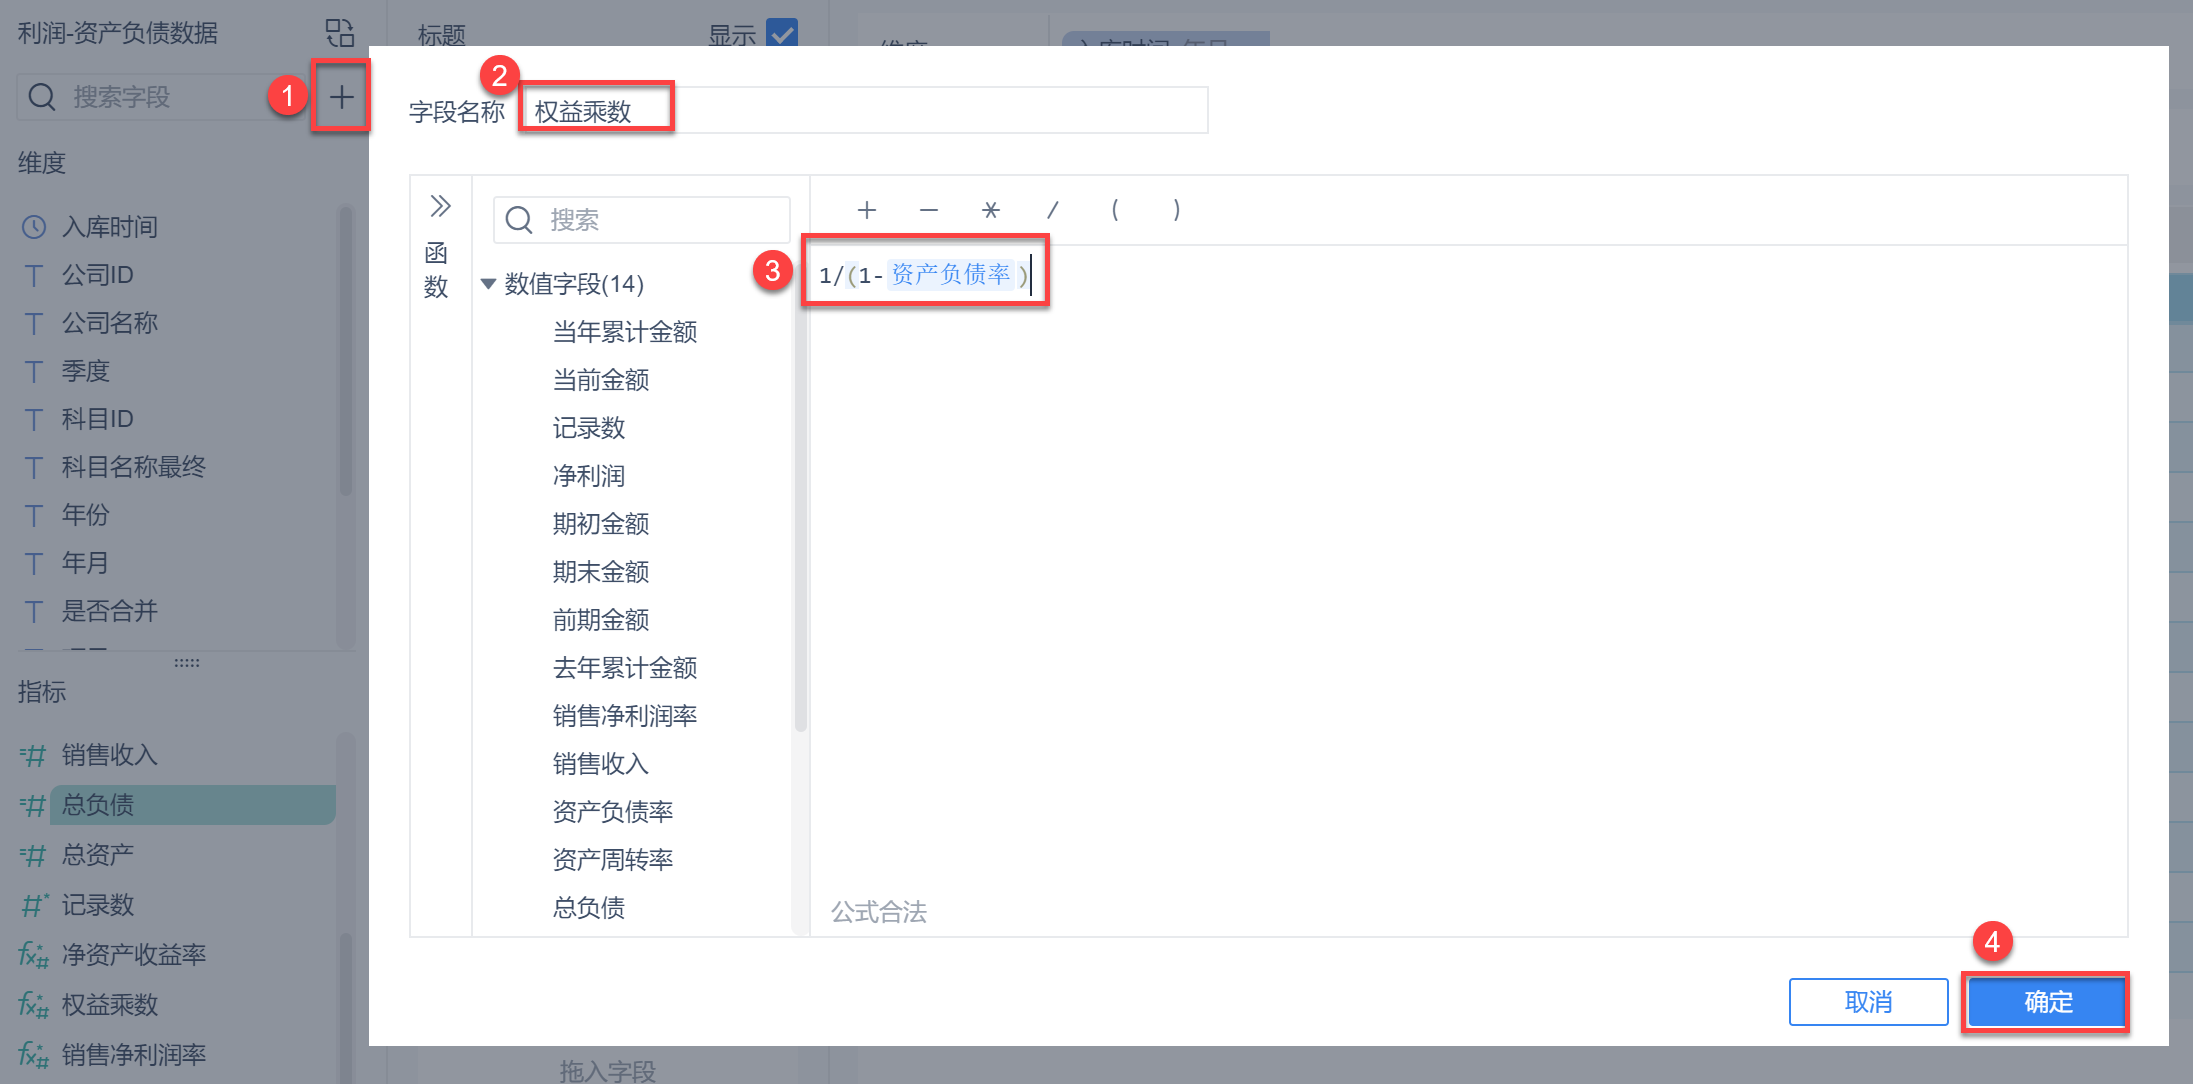 利润-资产负债数据
搜索字段
1
维度
入库时间
公司ID
公司名称
季度
科目ID
科目名称最终
年份
年月
是否合并
指标
销售收入
总负债
总资产
记录数
净资产收益率
权益乘数
销售净利润率
标题
显示
2
字段名称
权益乘数
函数
搜索
数值字段(14)
当年累计金额
当前金额
记录数
净利润
期初金额
期末金额
前期金额
去年累计金额
销售净利润率
销售收入
资产负债率
资产周转率
总负债
+ − * / ( )
3
1/(1-资产负债率)
公式合法
4
取消
确定
拖入字段